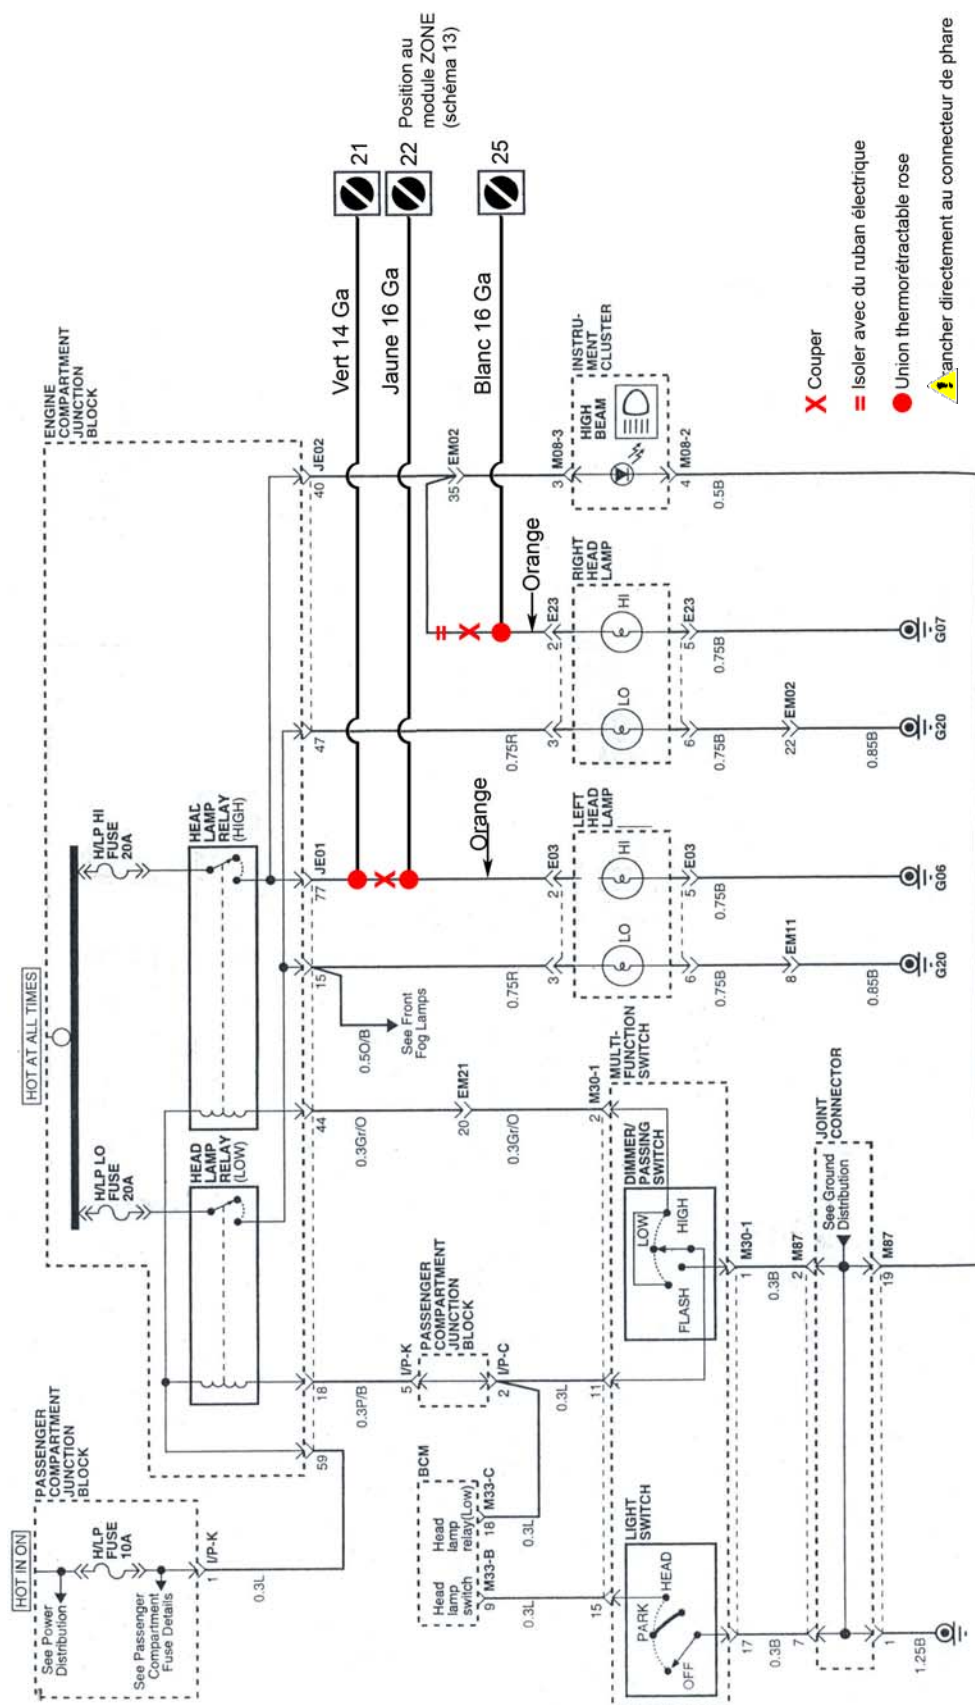 HOT IN ON
PASSENGER
COMPARTMENT
JUNCTION
BLOCK
See Power
Distribution
H/LP
FUSE
10A
See Passenger
Compartment
Fuse Details
1
I/P-K
0.3L
HOT AT ALL TIMES
ENGINE
COMPARTMENT
JUNCTION
BLOCK
H/LP LO
FUSE
20A
H/LP HI
FUSE
20A
HEAD
LAMP
RELAY
(LOW)
HEAD
LAMP
RELAY
(HIGH)
59
18
44
15
77
JE01
47
40
JE02
0.3P/B
0.3Gr/O
0.5O/B
See Front
Fog Lamps
5
I/P-K
PASSENGER
COMPARTMENT
JUNCTION
BLOCK
2
I/P-C
0.3L
11
BCM
Head
lamp
switch
Head
lamp
relay(Low)
9
M33-B
18
M33-C
0.3L
0.3L
15
20
EM21
0.3Gr/O
2
M30-1
LIGHT
SWITCH
OFF
PARK
HEAD
MULTI-
FUNCTION
SWITCH
DIMMER/
PASSING
SWITCH
FLASH
LOW
HIGH
17
0.3B
7
1
M30-1
0.3B
2
M87
JOINT
CONNECTOR
See Ground
Distribution
1
1.25B
19
M87
Vert 14 Ga
21
Jaune 16 Ga
22
Position au
module ZONE
(schéma 13)
Blanc 16 Ga
25
Orange
Orange
0.75R
0.75R
3
2
E03
3
2
E23
35
EM02
LEFT
HEAD
LAMP
LO
HI
RIGHT
HEAD
LAMP
LO
HI
M08-3
3
HIGH
BEAM
INSTRU-
MENT
CLUSTER
4
M08-2
0.5B
6
0.75B
5
E03
0.75B
6
0.75B
5
E23
0.75B
8
EM11
22
EM02
0.85B
0.85B
G20
G06
G20
G07
X Couper
= Isoler avec du ruban électrique
Union thermorétractable rose
rancher directement au connecteur de phare